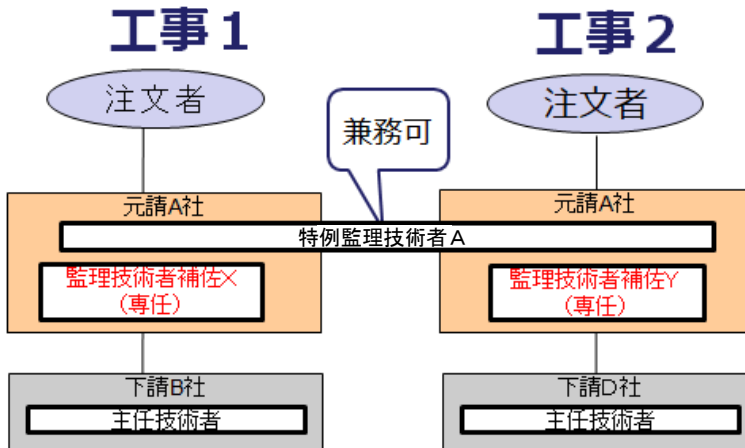 工事１
工事２
注文者
注文者
兼務可
元請A社
元請A社
特例監理技術者A
監理技術者補佐X
（専任）
監理技術者補佐Y
（専任）
下請B社
下請D社
主任技術者
主任技術者